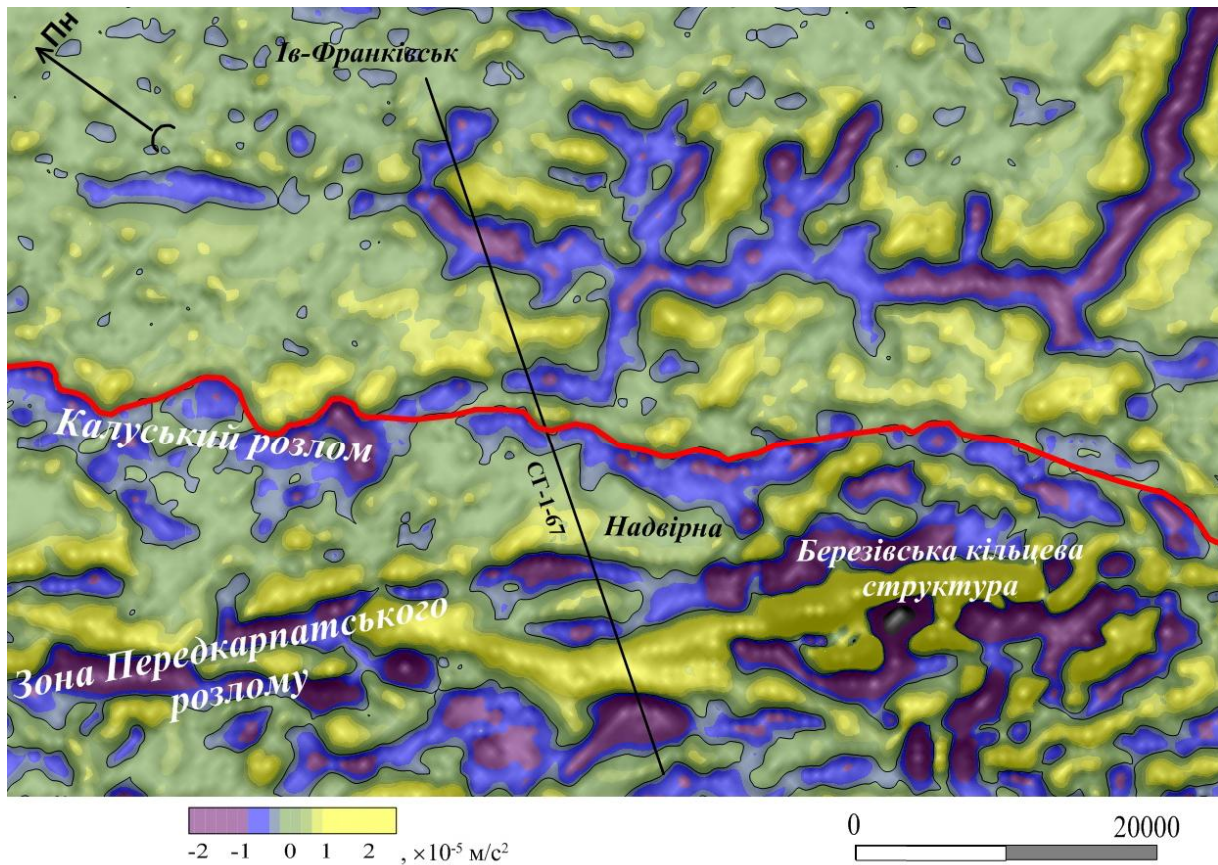 Пн
Ів-Франківськ
Калуський розлом
СГ-1-67
Надвірна
Березівська кільцева
структура
Зона Передкарпатського
розлому
-2 -1 0 1 2 , ×10⁻⁵ м/с²
0 20000